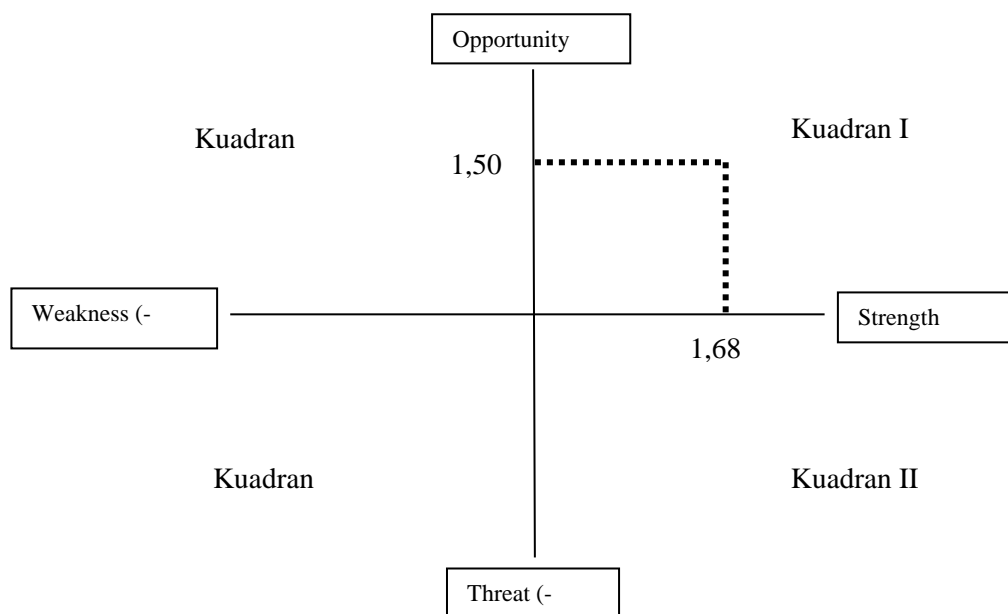 Opportunity
Kuadran
Kuadran I
1,50
Weakness (-
Strength
1,68
Kuadran
Kuadran II
Threat (-